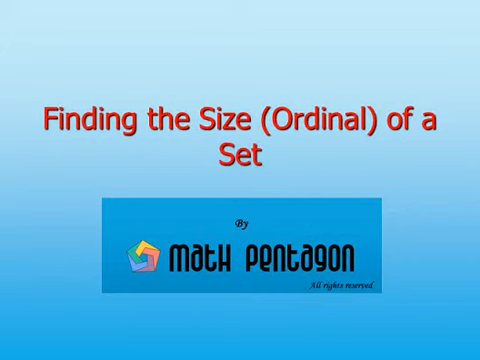 Finding the Size (Ordinal) of a
Set
By
math pentagon
All rights reserved